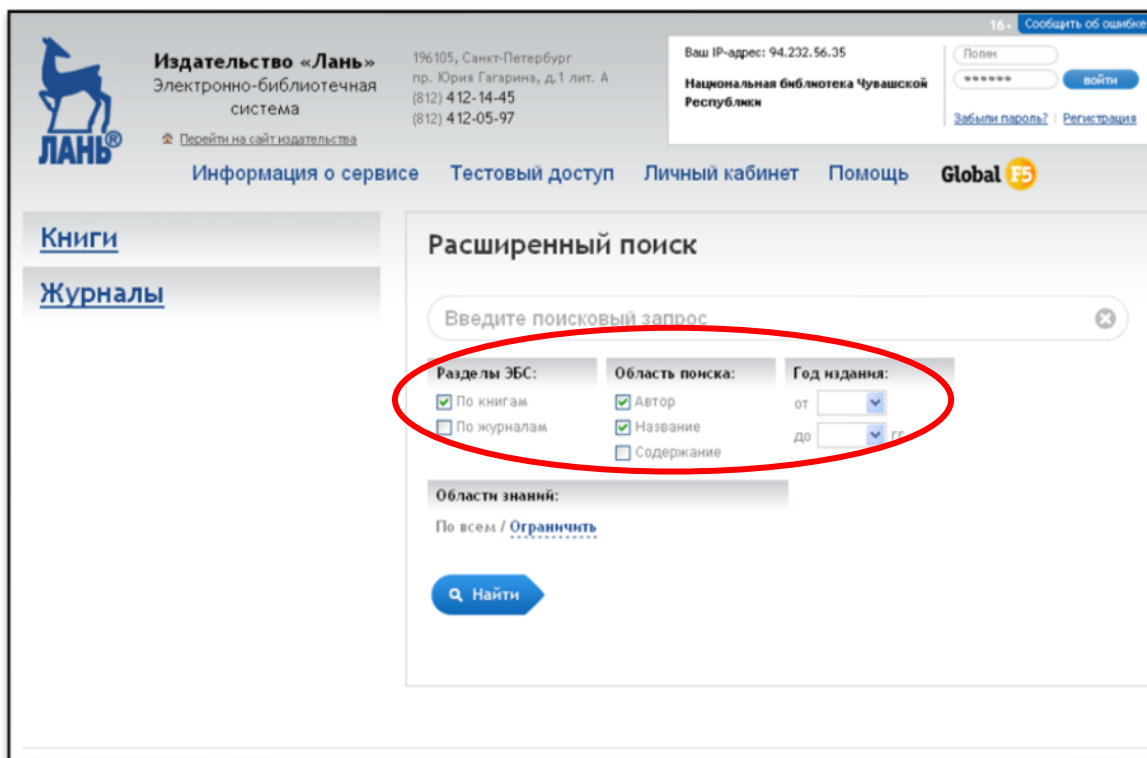 16+ Сообщить об ошибке
Издательство «Лань»
Электронно-библиотечная
система
Перейти на сайт издательства
ЛАНЬ®
196105, Санкт-Петербург
пр. Юрия Гагарина, д.1 лит. А
(812) 412-14-45
(812) 412-05-97
Ваш IP-адрес: 94.232.56.35
Национальная библиотека Чувашской
Республики
Логин
войти
Забыли пароль? | Регистрация
Информация о сервисе Тестовый доступ Личный кабинет Помощь Global F5
Книги
Журналы
Расширенный поиск
Введите поисковый запрос
Разделы ЭБС:
По книгам
По журналам
Область поиска:
Автор
Название
Содержание
Год издания:
от
до гг
Области знаний:
По всем / Ограничить
Найти